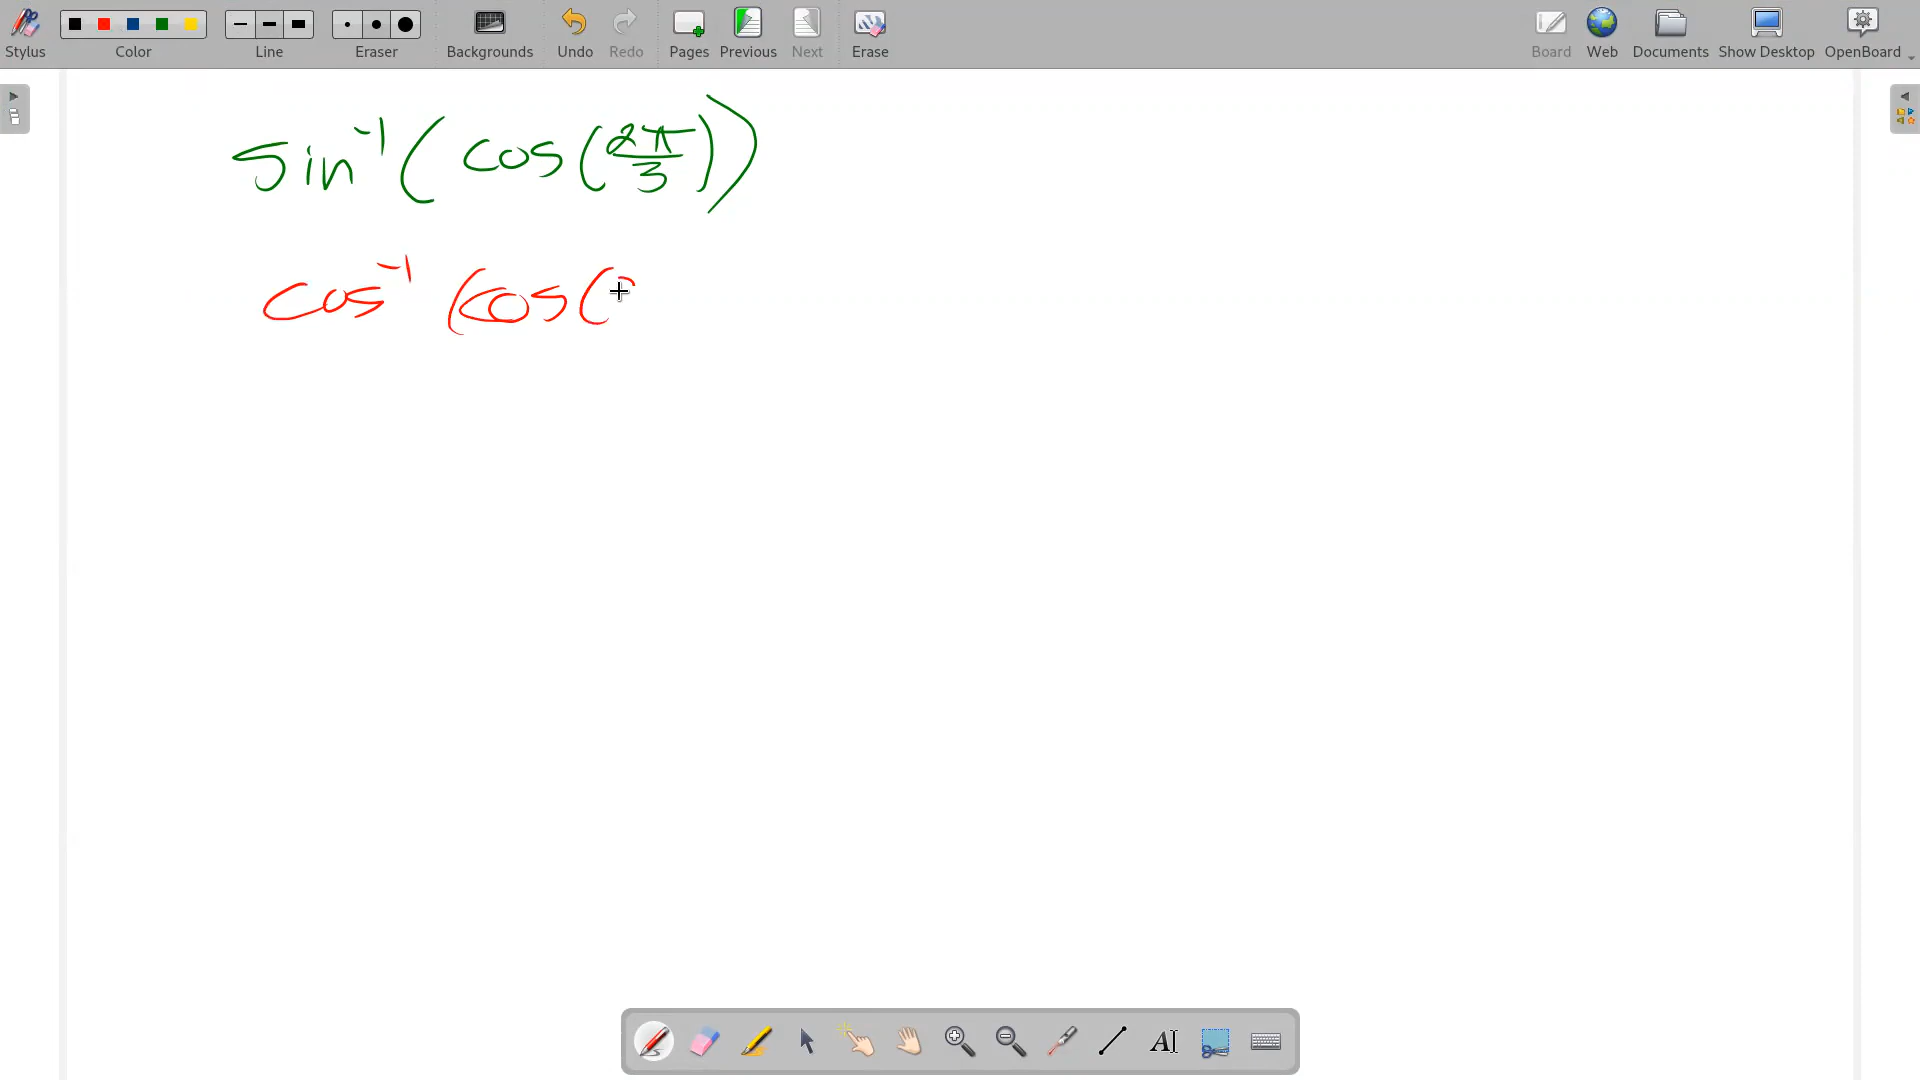 Stylus Color Line Eraser Backgrounds Undo Redo Pages Previous Next Erase Board Web Documents Show Desktop OpenBoard
sin⁻¹(cos(2π/3))
cos⁻¹(cos(
AI